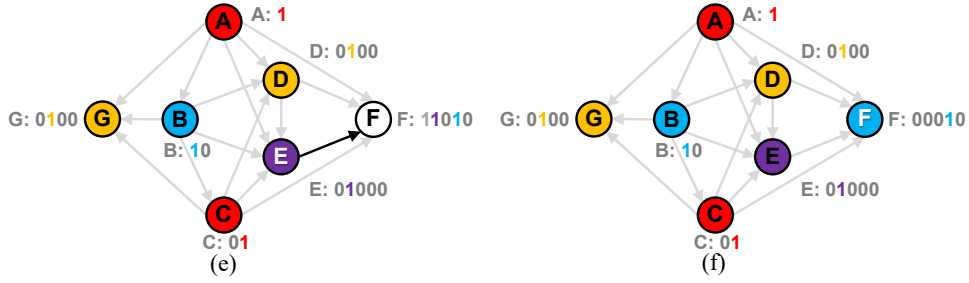 A
A: 1
D: 0100
D
G: 0100
G
B
F
F: 11010
B: 10
E
E: 01000
C
C: 01
(e)
A
A: 1
D: 0100
D
G: 0100
G
B
F
F: 00010
B: 10
E
E: 01000
C
C: 01
(f)